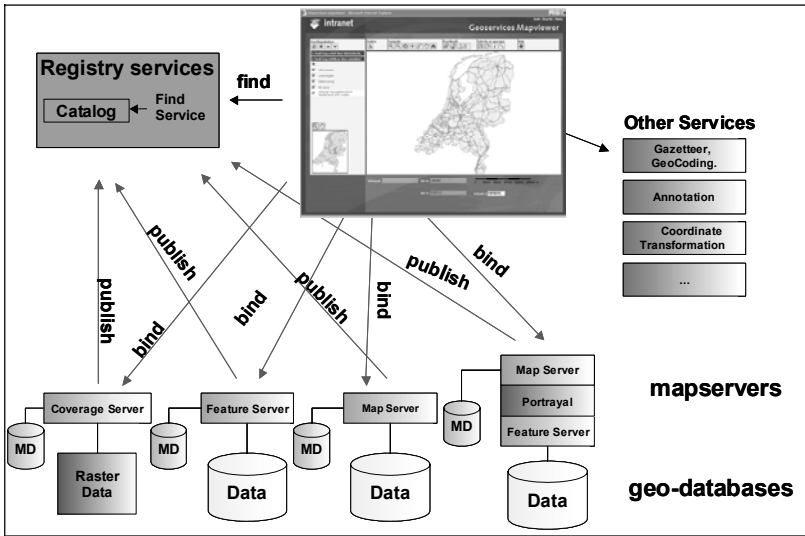 intranet
Geoservices Mapviewer
Registry services
Catalog
Find
Service
find
Other Services
Gazetteer,
GeoCoding.
Annotation
Coordinate
Transformation
...
publish
publish
publish
publish
bind
bind
bind
bind
Coverage Server
Feature Server
Map Server
Map Server
Portrayal
Feature Server
mapservers
MD
MD
MD
MD
Raster
Data
Data
Data
Data
geo-databases